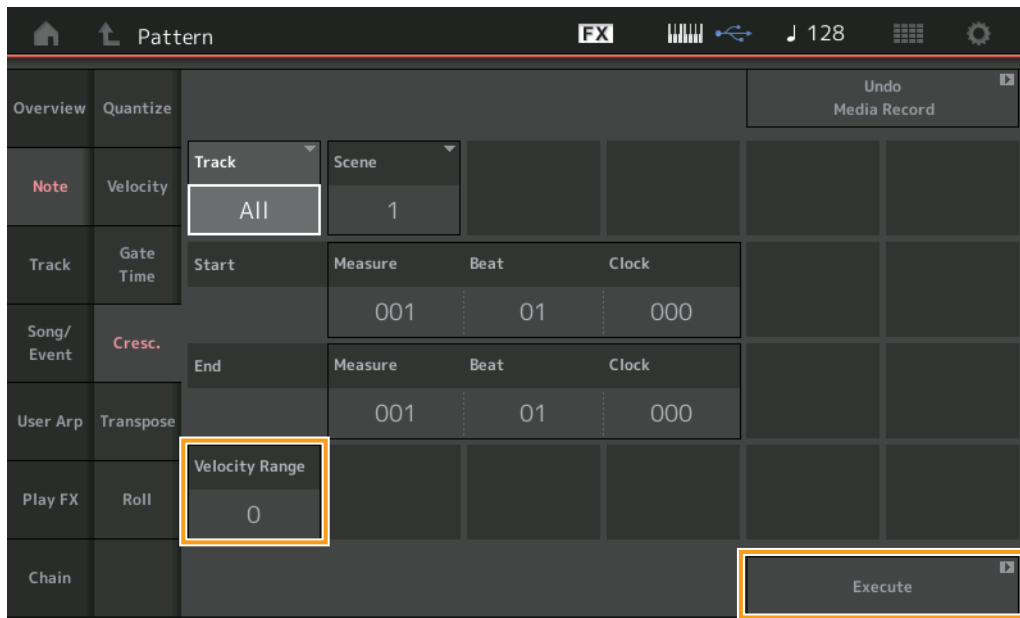 Pattern FX ♩ 128
Overview
Note
Track
Song/
Event
User Arp
Play FX
Chain
Quantize
Velocity
Gate
Time
Cresc.
Transpose
Roll
Undo
Media Record
Track Scene
All 1
Start Measure Beat Clock
001 01 000
End Measure Beat Clock
001 01 000
Velocity Range
0
Execute